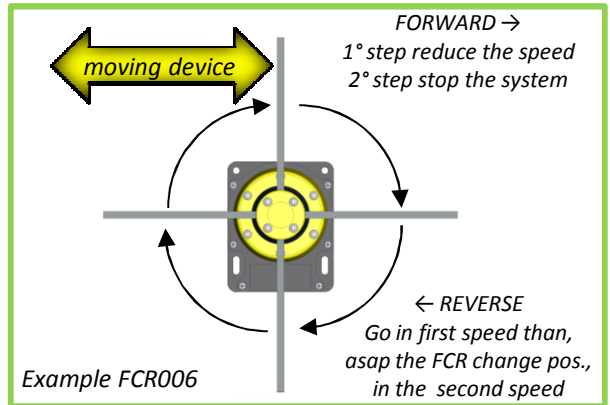 moving device
FORWARD →
1° step reduce the speed
2° step stop the system
← REVERSE
Go in first speed than,
asap the FCR change pos.,
in the second speed
Example FCR006